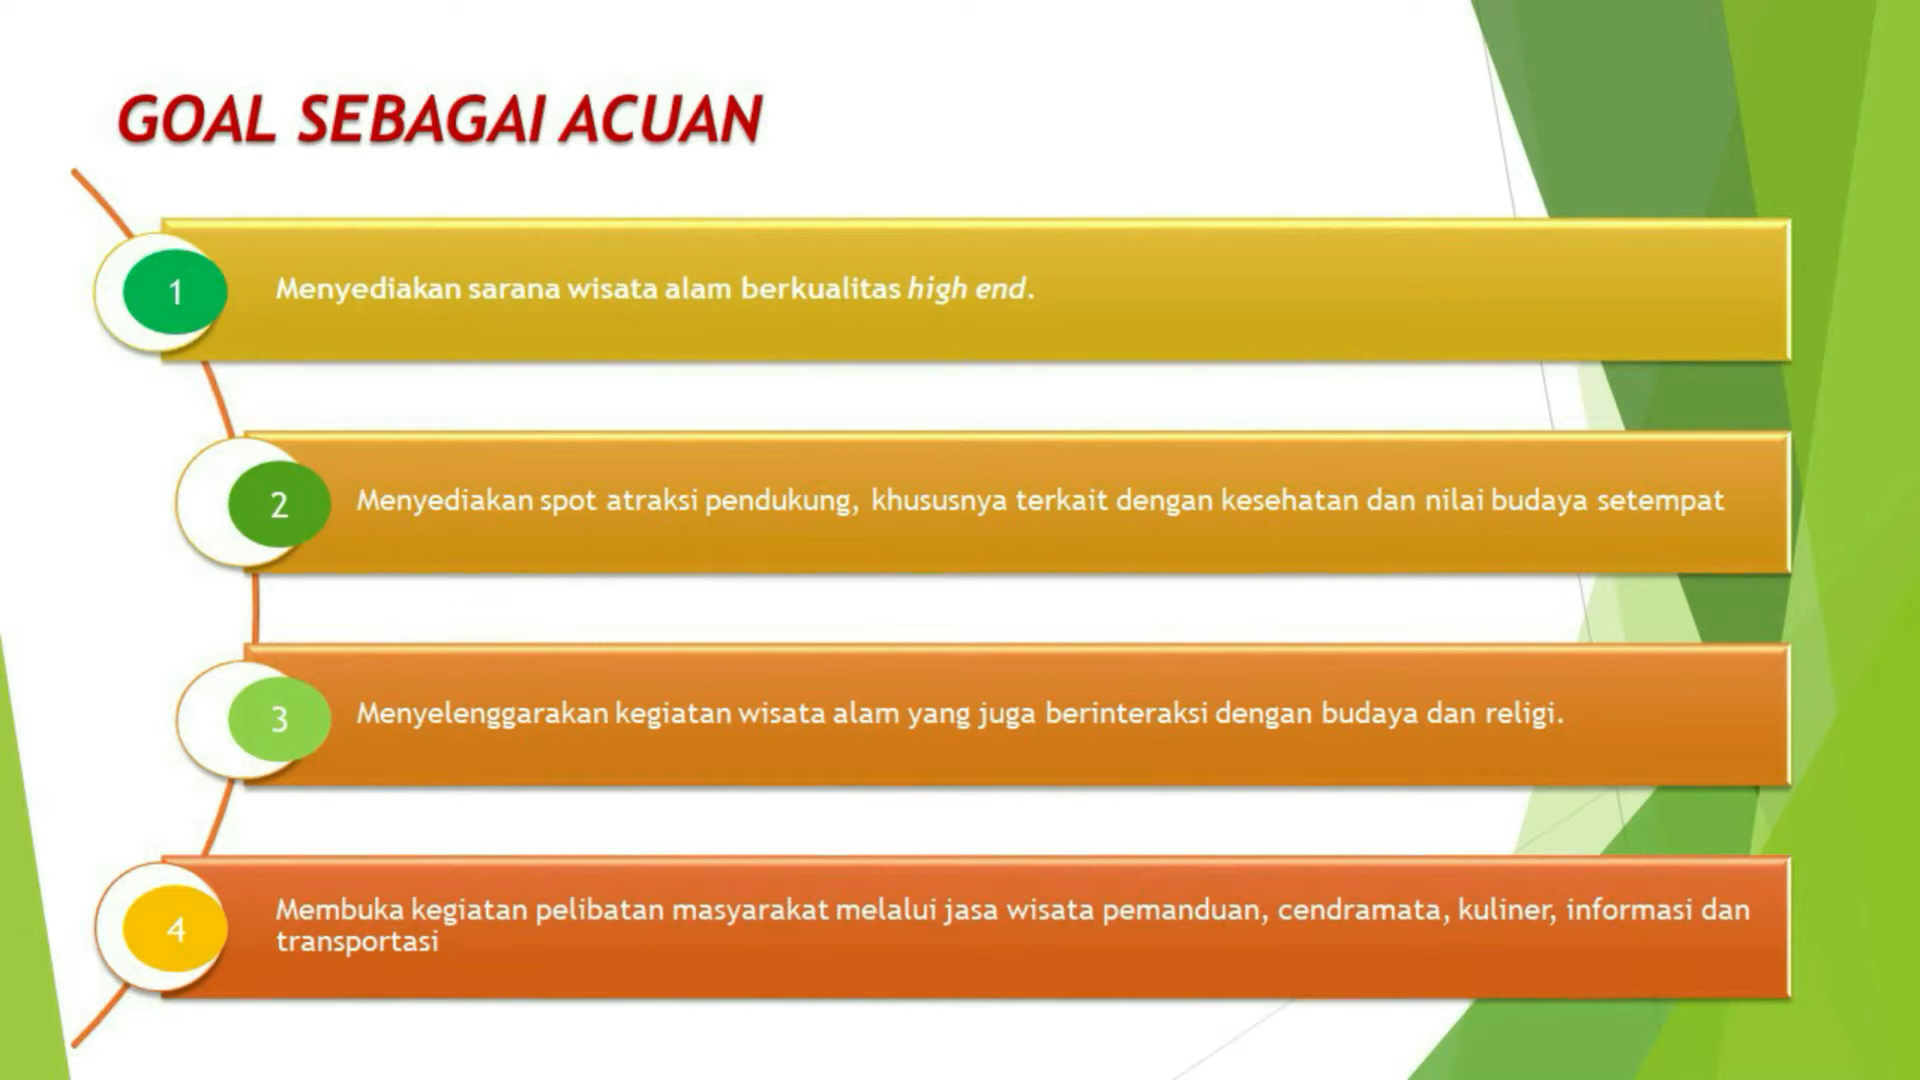 GOAL SEBAGAI ACUAN
1
Menyediakan sarana wisata alam berkualitas high end.
2
Menyediakan spot atraksi pendukung, khususnya terkait dengan kesehatan dan nilai budaya setempat
3
Menyelenggarakan kegiatan wisata alam yang juga berinteraksi dengan budaya dan religi.
4
Membuka kegiatan pelibatan masyarakat melalui jasa wisata pemanduan, cendramata, kuliner, informasi dan
transportasi